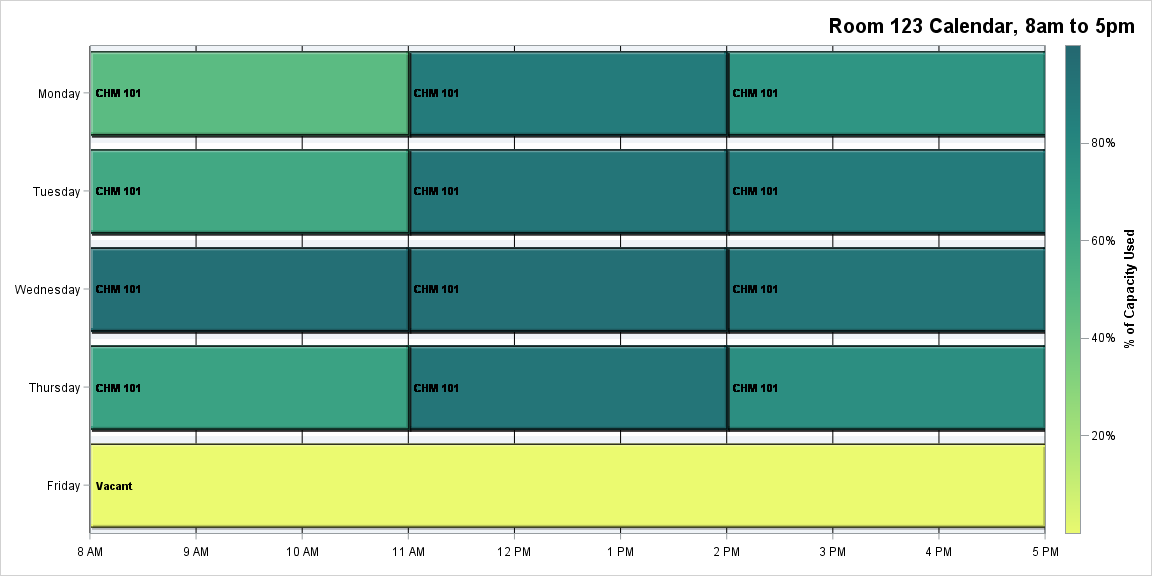 Room 123 Calendar, 8am to 5pm
Monday
CHM 101
CHM 101
CHM 101
Tuesday
CHM 101
CHM 101
CHM 101
Wednesday
CHM 101
CHM 101
CHM 101
Thursday
CHM 101
CHM 101
CHM 101
Friday
Vacant
8 AM
9 AM
10 AM
11 AM
12 PM
1 PM
2 PM
3 PM
4 PM
5 PM
80%
60%
40%
20%
% of Capacity Used